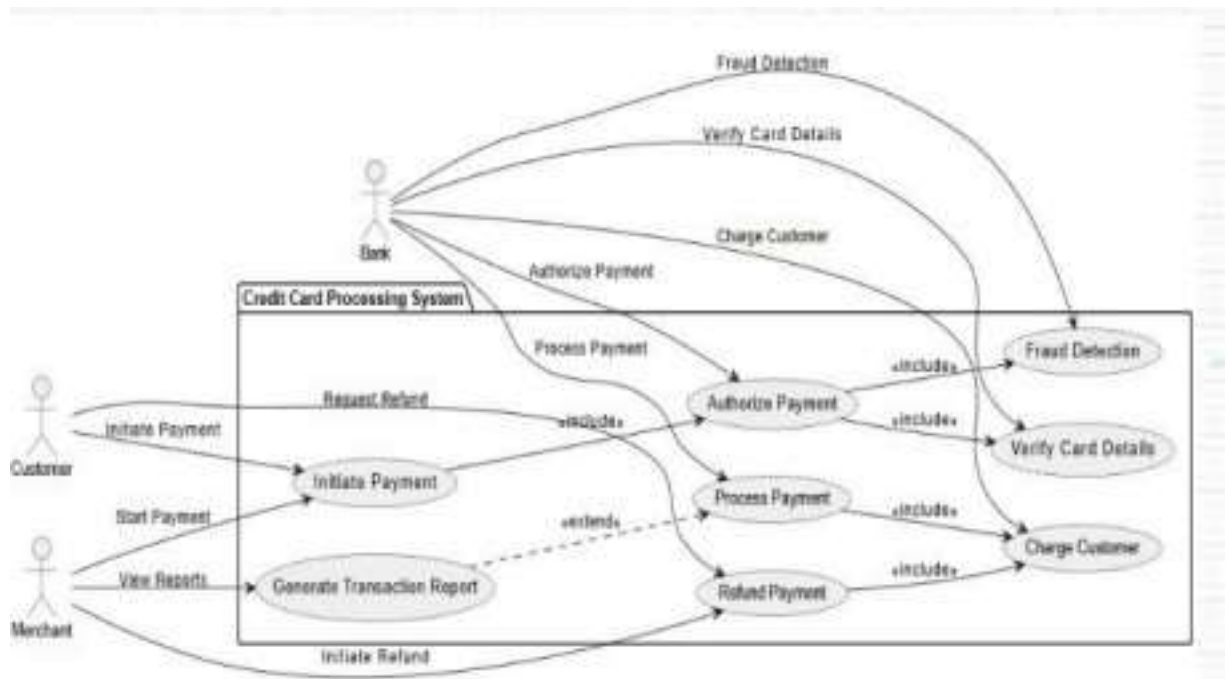 Fraud Detection
Verify Card Details
Bank
Charge Customer
Authorize Payment
Credit Card Processing System
Process Payment
Fraud Detection
«include»
Request Refund
Authorize Payment
«include»
«include»
Initiate Payment
Customer
Verify Card Details
Initiate Payment
Process Payment
Start Payment
«extend»
«include»
Charge Customer
View Reports
Generate Transaction Report
«include»
Refund Payment
Merchant
Initiate Refund